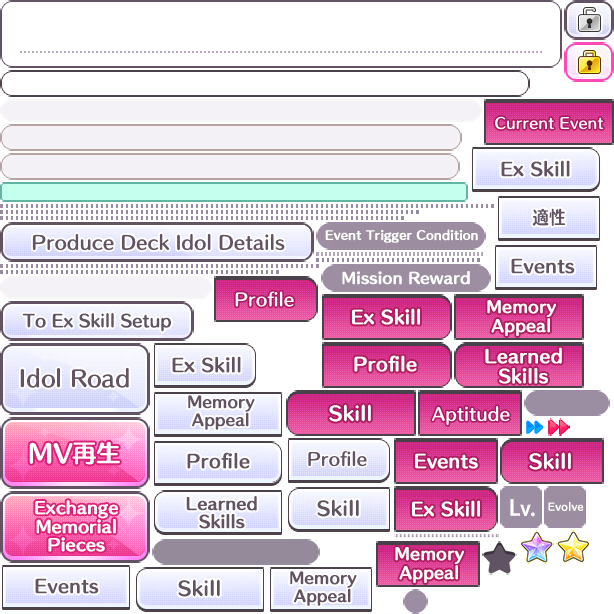 Current Event
Ex Skill
適性
Produce Deck Idol Details
Event Trigger Condition
Events
Mission Reward
Profile
To Ex Skill Setup
Ex Skill
Memory
Appeal
Idol Road
Ex Skill
Profile
Learned
Skills
Memory
Appeal
Skill
Aptitude
MV再生
Profile
Profile
Events
Skill
Exchange
Memorial
Pieces
Learned
Skills
Skill
Ex Skill
Lv.
Evolve
Memory
Appeal
Events
Skill
Memory
Appeal